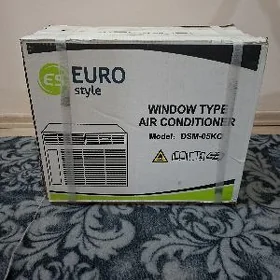 ES EURO
style
WINDOW TYPE
AIR CONDITIONER
Model: DSM-05KC